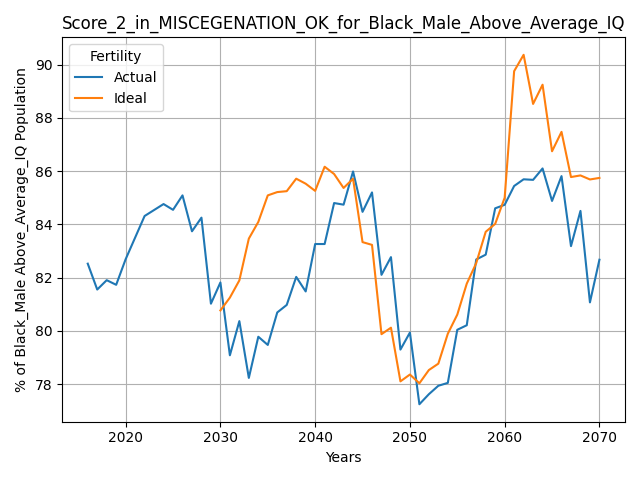 Score_2_in_MISCEGENATION_OK_for_Black_Male_Above_Average_IQ
Fertility
Actual
Ideal
% of Black_Male Above_Average_IQ Population
90
88
86
84
82
80
78
2020
2030
2040
2050
2060
2070
Years